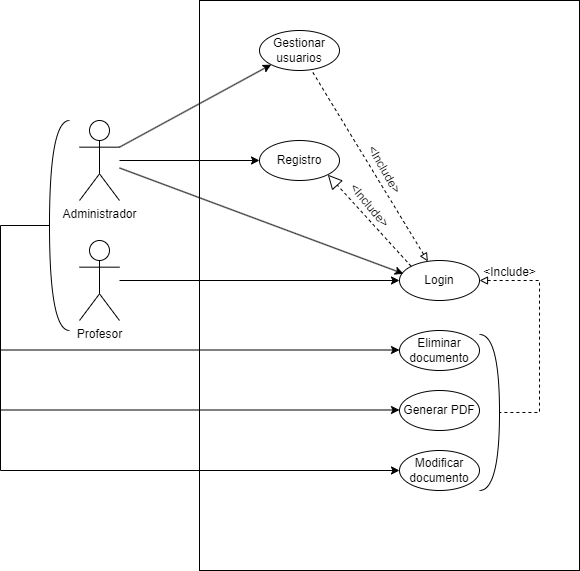 Gestionar
usuarios
<Include>
Registro
<Include>
Administrador
Login
<Include>
Profesor
Eliminar
documento
Generar PDF
Modificar
documento